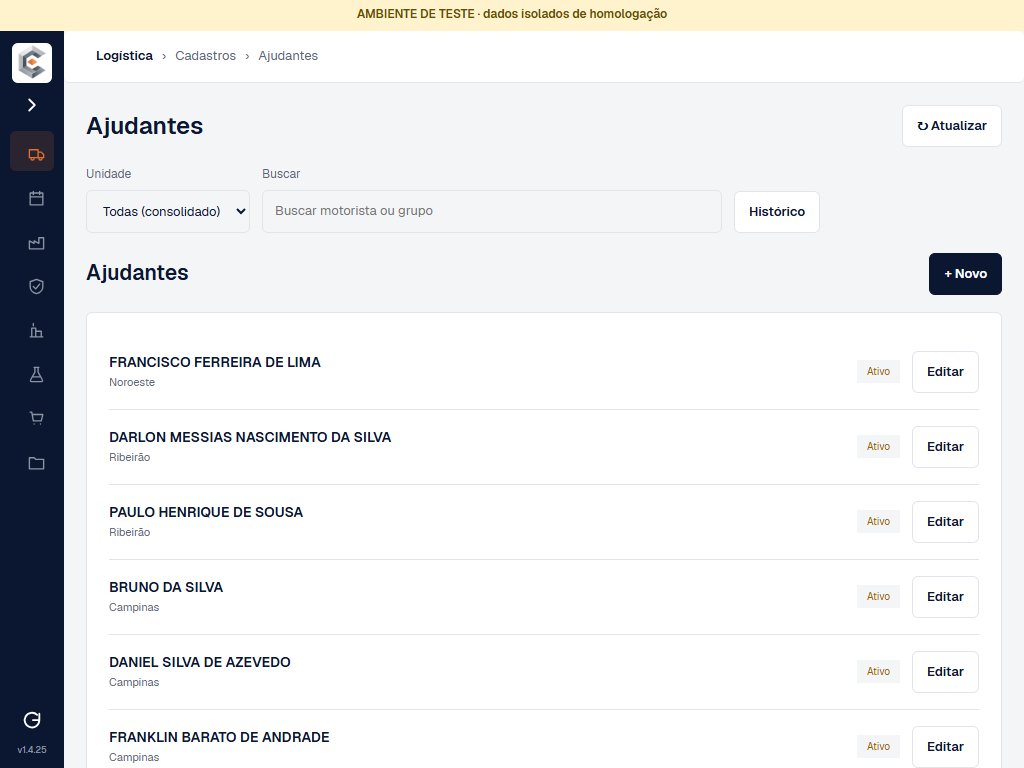 AMBIENTE DE TESTE · dados isolados de homologação
Logística › Cadastros › Ajudantes
Ajudantes
↻ Atualizar
Unidade
Buscar
Todas (consolidado)
Buscar motorista ou grupo
Histórico
Ajudantes
+ Novo
FRANCISCO FERREIRA DE LIMA
Noroeste
Ativo
Editar
DARLON MESSIAS NASCIMENTO DA SILVA
Ribeirão
Ativo
Editar
PAULO HENRIQUE DE SOUSA
Ribeirão
Ativo
Editar
BRUNO DA SILVA
Campinas
Ativo
Editar
DANIEL SILVA DE AZEVEDO
Campinas
Ativo
Editar
FRANKLIN BARATO DE ANDRADE
Campinas
Ativo
Editar
v1.4.25